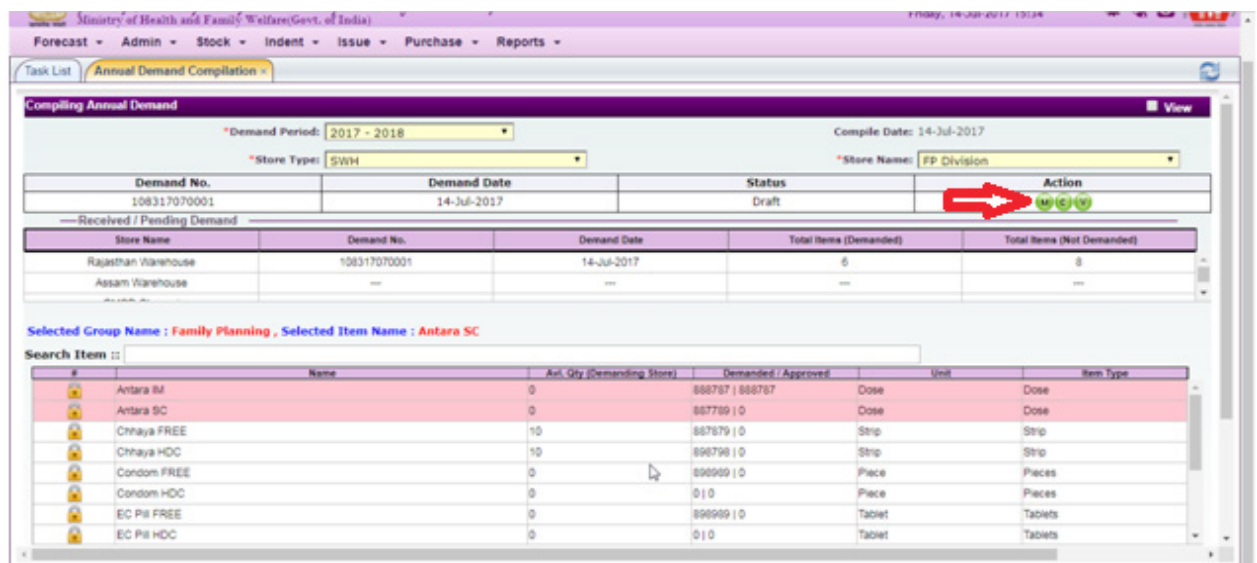 Ministry of Health and Family Welfare(Govt. of India)
Friday, 14-Jul-2017 15:34
Forecast Admin Stock Indent Issue Purchase Reports
Task List Annual Demand Compilation ×
Compiling Annual Demand View
*Demand Period: 2017 - 2018 Compile Date: 14-Jul-2017
*Store Type: SWH *Store Name: FP Division
Demand No. Demand Date Status Action
108317070001 14-Jul-2017 Draft M C V
Received / Pending Demand
Store Name Demand No. Demand Date Total Items (Demanded) Total Items (Not Demanded)
Rajasthan Warehouse 108317070001 14-Jul-2017 6 8
Assam Warehouse --- --- --- ---
Selected Group Name : Family Planning , Selected Item Name : Antara SC
Search Item ::
# Name Avl. Qty (Demanding Store) Demanded / Approved Unit Item Type
Antara IM 0 888787 | 888787 Dose Dose
Antara SC 0 887789 | 0 Dose Dose
Chhaya FREE 10 887879 | 0 Strip Strip
Chhaya HDC 10 898798 | 0 Strip Strip
Condom FREE 0 898989 | 0 Piece Pieces
Condom HDC 0 0 | 0 Piece Pieces
EC Pill FREE 0 898989 | 0 Tablet Tablets
EC Pill HDC 0 0 | 0 Tablet Tablets